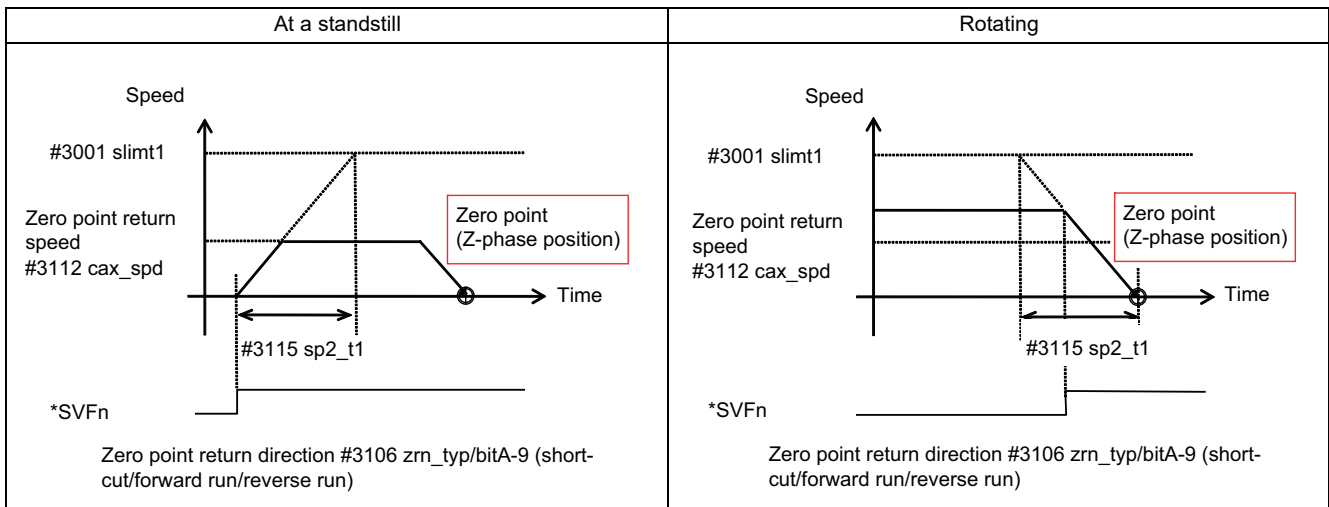 At a standstill
Rotating
Speed
#3001 slimt1
Zero point return
speed
#3112 cax_spd
Zero point
(Z-phase position)
Time
#3115 sp2_t1
*SVFn
Zero point return direction #3106 zrn_typ/bitA-9 (short-
cut/forward run/reverse run)
Speed
#3001 slimt1
Zero point return
speed
#3112 cax_spd
Zero point
(Z-phase position)
Time
#3115 sp2_t1
*SVFn
Zero point return direction #3106 zrn_typ/bitA-9 (short-
cut/forward run/reverse run)